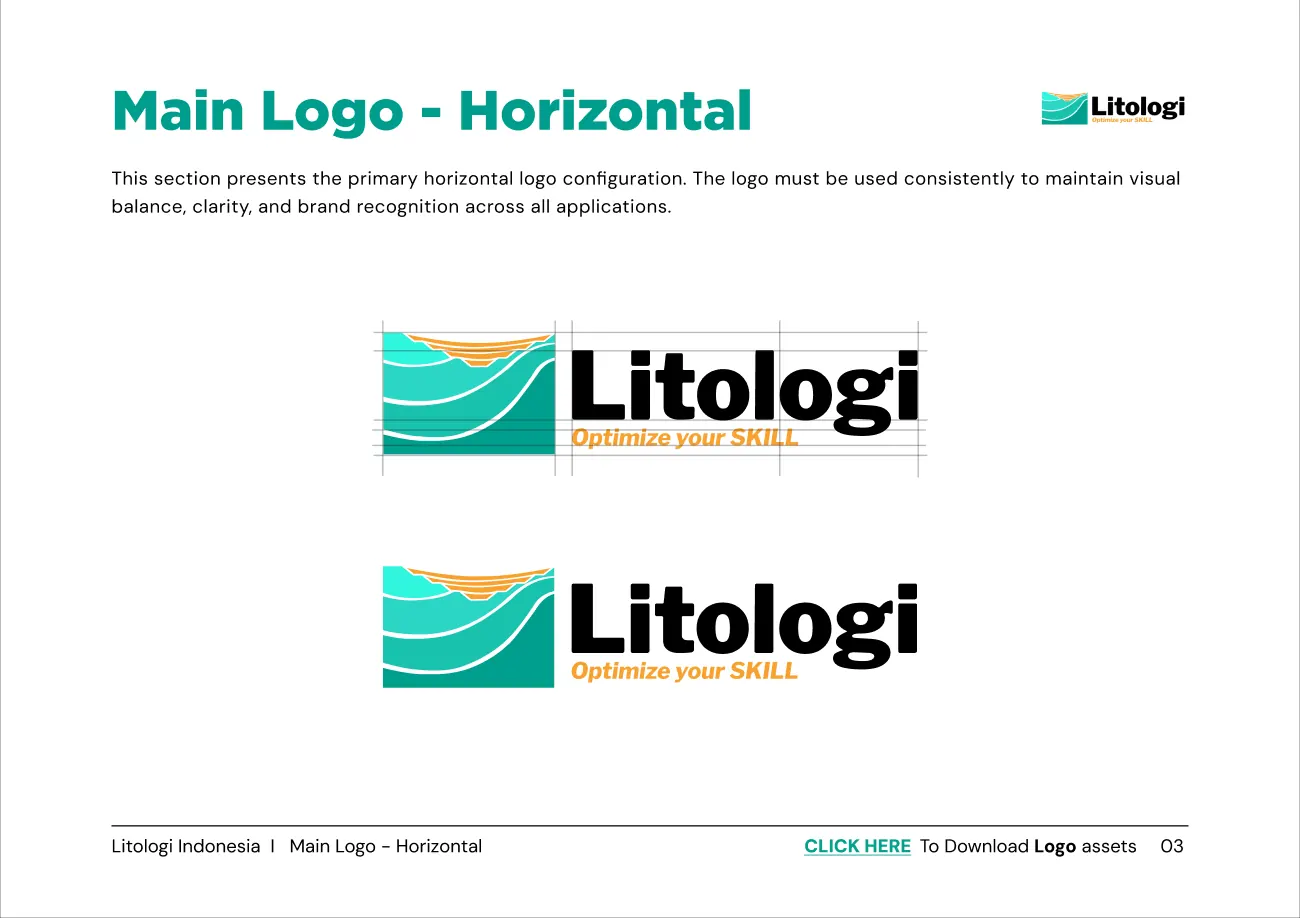 Main Logo - Horizontal
Litologi
Optimize your SKILL
This section presents the primary horizontal logo configuration. The logo must be used consistently to maintain visual
balance, clarity, and brand recognition across all applications.
Litologi
Optimize your SKILL
Litologi
Optimize your SKILL
Litologi Indonesia I Main Logo - Horizontal
CLICK HERE To Download Logo assets 03